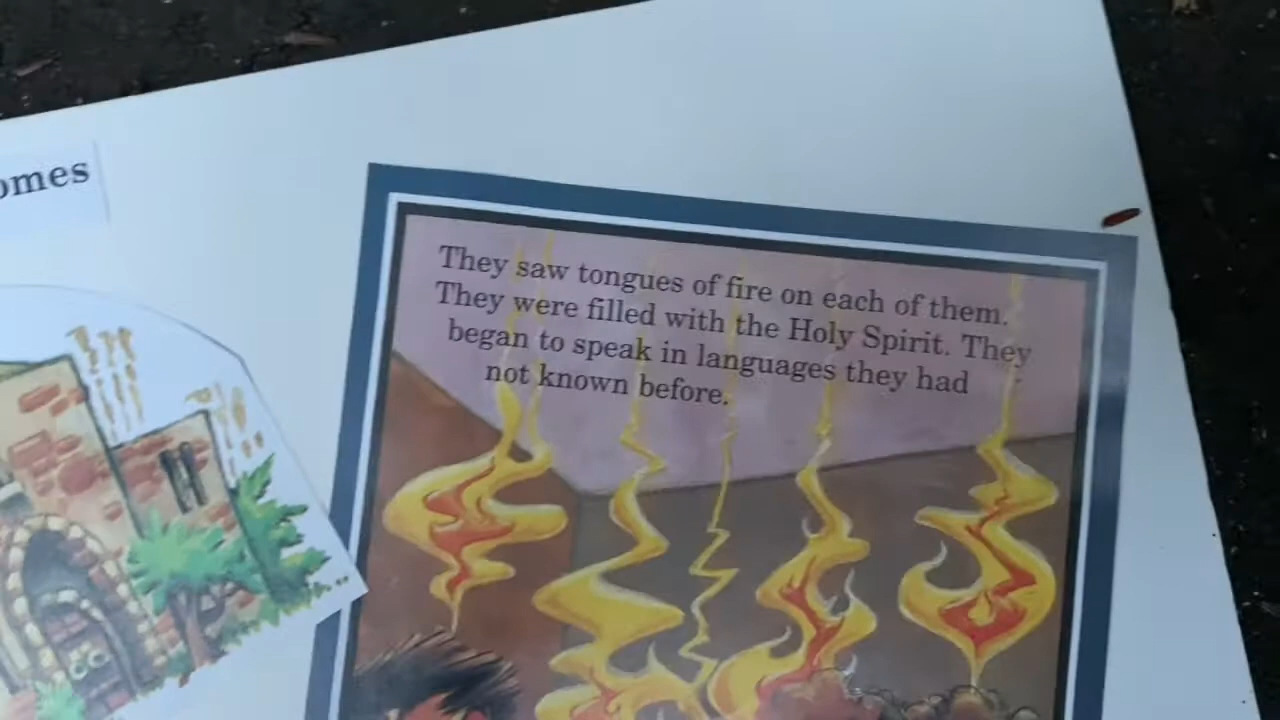 They saw tongues of fire on each of them.
They were filled with the Holy Spirit. They
began to speak in languages they had
not known before.